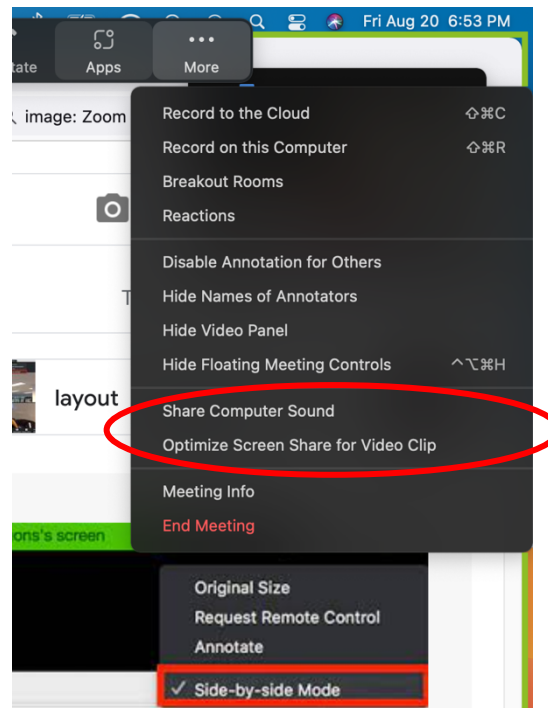 Fri Aug 20 6:53 PM
Apps
More
image: Zoom
Record to the Cloud ⇧⌘C
Record on this Computer ⇧⌘R
Breakout Rooms
Reactions
Disable Annotation for Others
Hide Names of Annotators
Hide Video Panel
Hide Floating Meeting Controls ^⌥⌘H
layout
Share Computer Sound
Optimize Screen Share for Video Clip
Meeting Info
End Meeting
ons's screen
Original Size
Request Remote Control
Annotate
✓ Side-by-side Mode